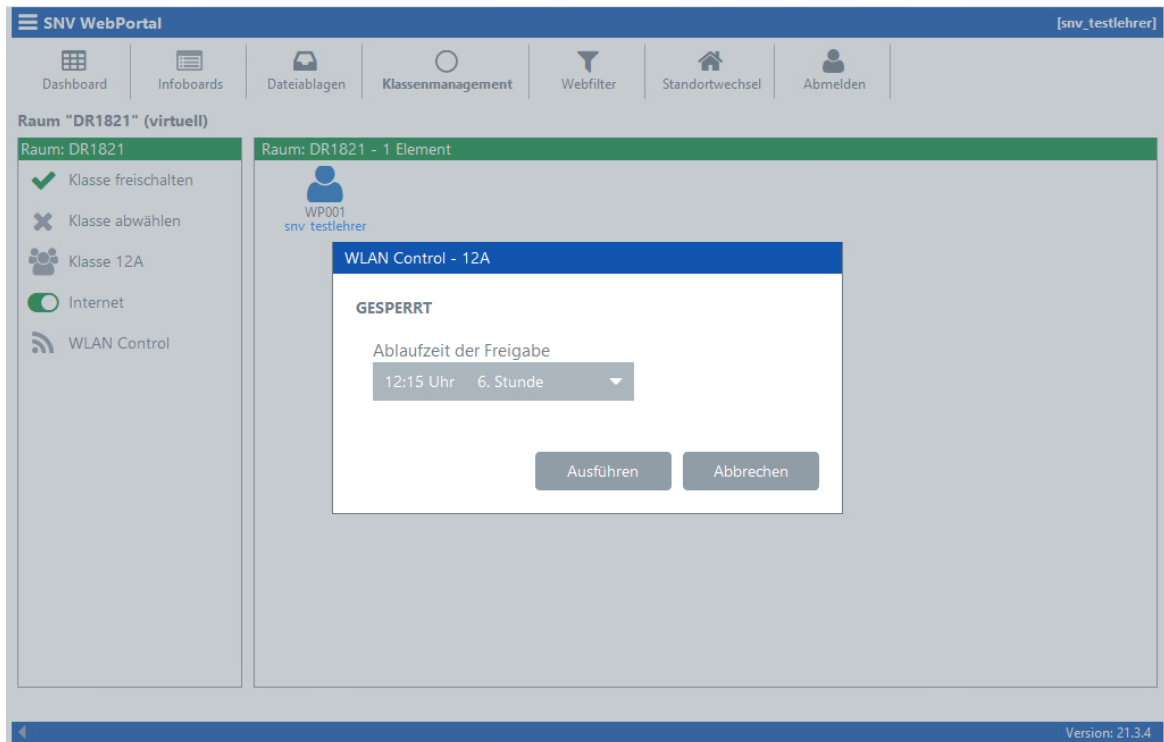 SNV WebPortal [snv_testlehrer]
Dashboard Infoboards Dateiablagen Klassenmanagement Webfilter Standortwechsel Abmelden
Raum "DR1821" (virtuell)
Raum: DR1821
Klasse freischalten
Klasse abwählen
Klasse 12A
Internet
WLAN Control
Raum: DR1821 - 1 Element
WP001
snv_testlehrer
WLAN Control - 12A
GESPERRT
Ablaufzeit der Freigabe
12:15 Uhr 6. Stunde
Ausführen Abbrechen
Version: 21.3.4